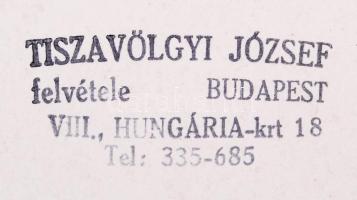 TISZAVÖLGYI JÓZSEF
felvétele BUDAPEST
VIII., HUNGÁRIA-krt 18
Tel: 335-685